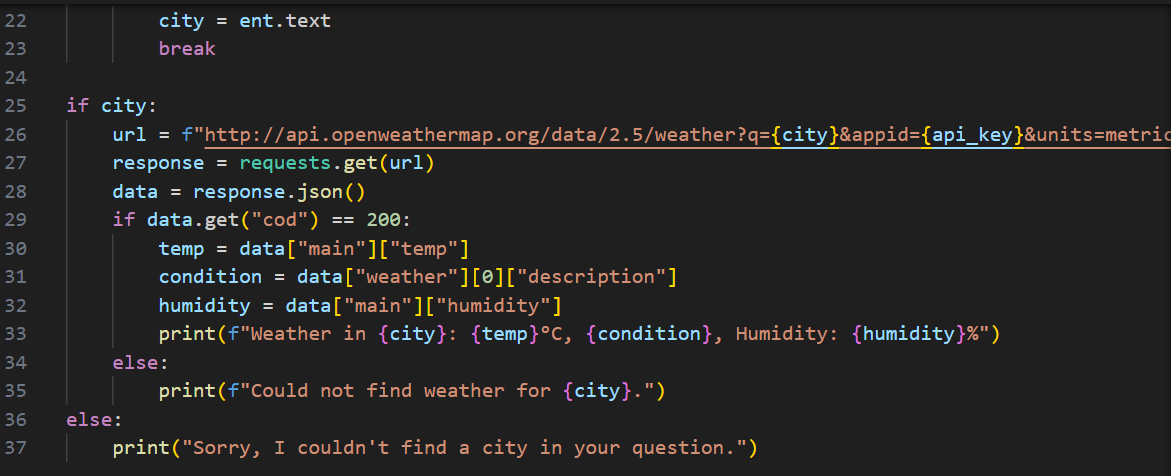 22            city = ent.text
23            break
24
25    if city:
26        url = f"http://api.openweathermap.org/data/2.5/weather?q={city}&appid={api_key}&units=metric
27        response = requests.get(url)
28        data = response.json()
29        if data.get("cod") == 200:
30            temp = data["main"]["temp"]
31            condition = data["weather"][0]["description"]
32            humidity = data["main"]["humidity"]
33            print(f"Weather in {city}: {temp}°C, {condition}, Humidity: {humidity}%")
34        else:
35            print(f"Could not find weather for {city}.")
36    else:
37        print("Sorry, I couldn't find a city in your question.")